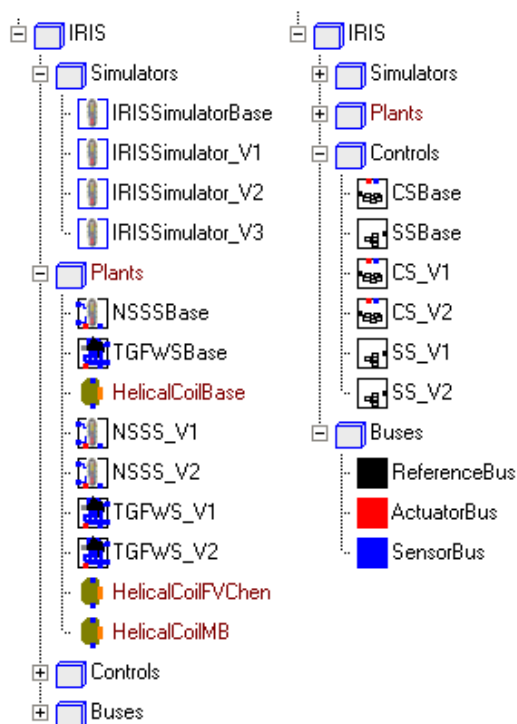 IRIS
Simulators
IRISSimulatorBase
IRISSimulator_V1
IRISSimulator_V2
IRISSimulator_V3
Plants
NSSSBase
TGFWSBase
HelicalCoilBase
NSSS_V1
NSSS_V2
TGFWS_V1
TGFWS_V2
HelicalCoilFVChen
HelicalCoilMB
Controls
Buses
IRIS
Simulators
Plants
Controls
CSBase
SSBase
CS_V1
CS_V2
SS_V1
SS_V2
Buses
ReferenceBus
ActuatorBus
SensorBus